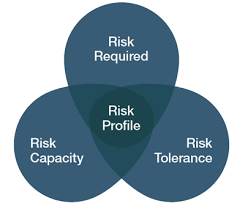 Risk
Required
Risk
Profile
Risk
Capacity
Risk
Tolerance